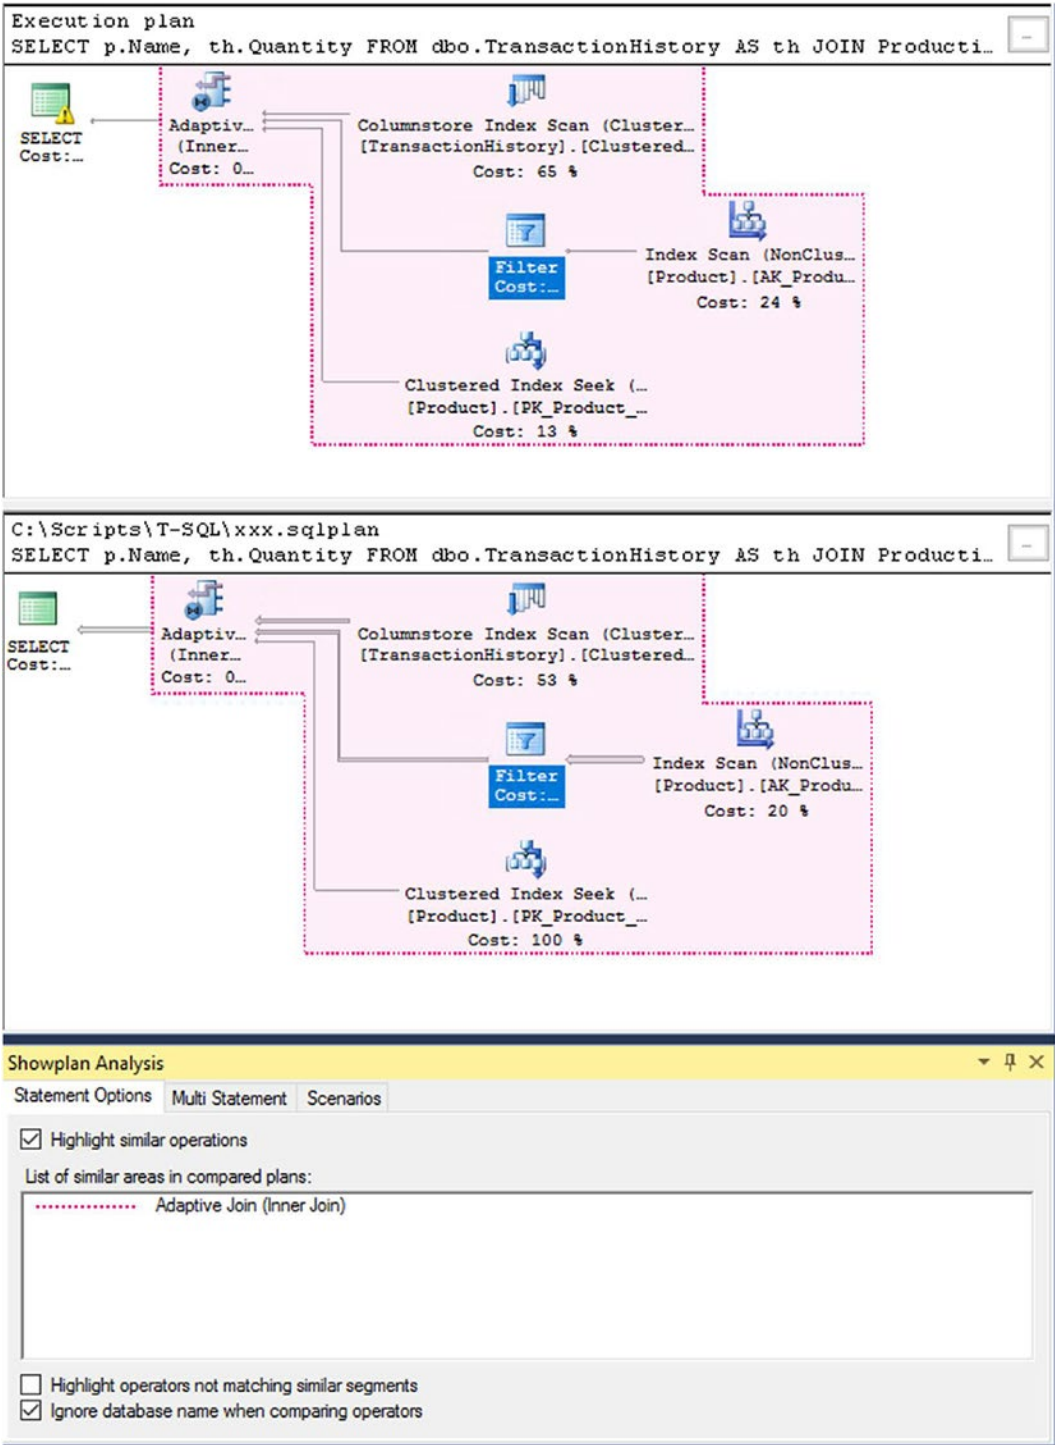 Execution plan
SELECT p.Name, th.Quantity FROM dbo.TransactionHistory AS th JOIN Producti…
…
SELECT
Cost:…
Adaptiv…
(Inner…
Cost: 0…
Columnstore Index Scan (Cluster…
[TransactionHistory].[Clustered…
Cost: 65 %
Filter
Cost:…
Index Scan (NonClus…
[Product].[AK_Produ…
Cost: 24 %
Clustered Index Seek (…
[Product].[PK_Product_…
Cost: 13 %
C:\Scripts\T-SQL\xxx.sqlplan
SELECT p.Name, th.Quantity FROM dbo.TransactionHistory AS th JOIN Producti…
…
SELECT
Cost:…
Adaptiv…
(Inner…
Cost: 0…
Columnstore Index Scan (Cluster…
[TransactionHistory].[Clustered…
Cost: 53 %
Filter
Cost:…
Index Scan (NonClus…
[Product].[AK_Produ…
Cost: 20 %
Clustered Index Seek (…
[Product].[PK_Product_…
Cost: 100 %
Showplan Analysis
Statement Options Multi Statement Scenarios
Highlight similar operations
List of similar areas in compared plans:
Adaptive Join (Inner Join)
Highlight operators not matching similar segments
Ignore database name when comparing operators